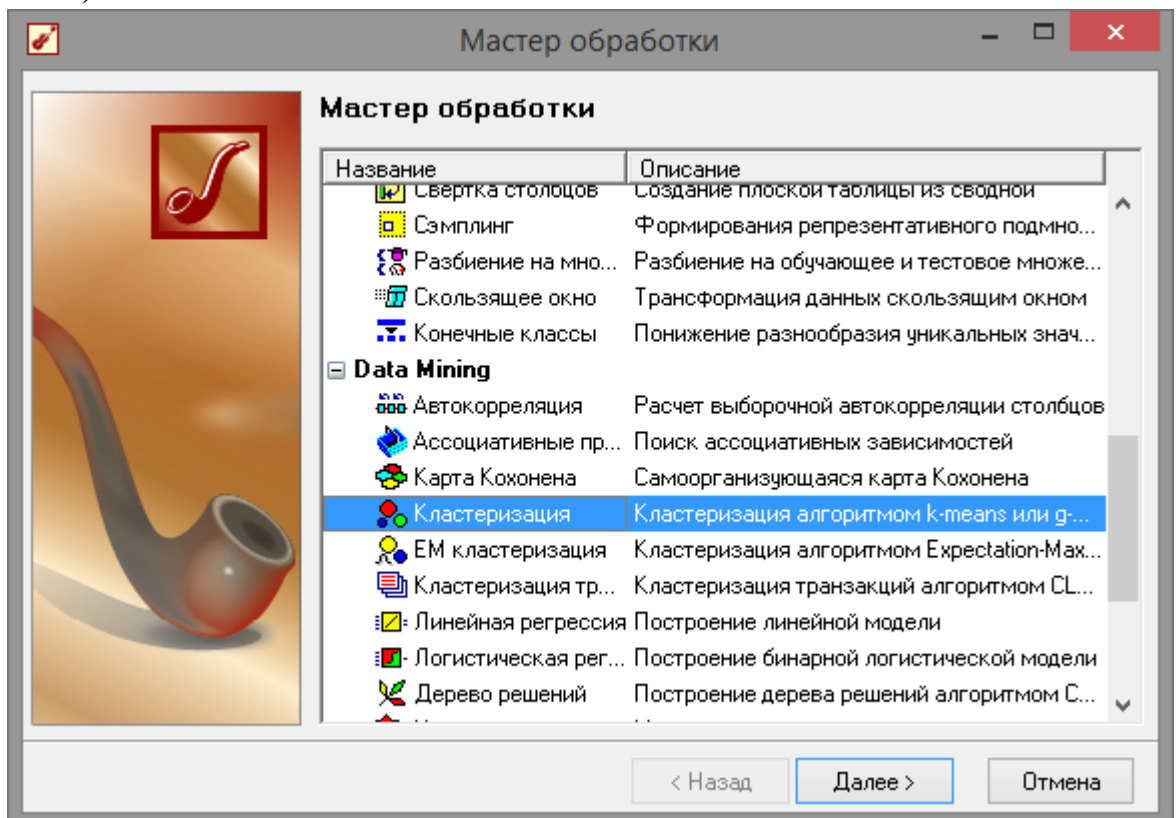 Мастер обработки
Мастер обработки
Название Описание
Свертка столбцов Создание плоской таблицы из сводной
Сэмплинг Формирования репрезентативного подмно...
Разбиение на мно... Разбиение на обучающее и тестовое множе...
Скользящее окно Трансформация данных скользящим окном
Конечные классы Понижение разнообразия уникальных знач...
Data Mining
Автокорреляция Расчет выборочной автокорреляции столбцов
Ассоциативные пр... Поиск ассоциативных зависимостей
Карта Кохонена Самоорганизующаяся карта Кохонена
Кластеризация Кластеризация алгоритмом k-means или g-...
EM кластеризация Кластеризация алгоритмом Expectation-Max...
Кластеризация тр... Кластеризация транзакций алгоритмом CL...
Линейная регрессия Построение линейной модели
Логистическая рег... Построение бинарной логистической модели
Дерево решений Построение дерева решений алгоритмом C...
< Назад Далее > Отмена